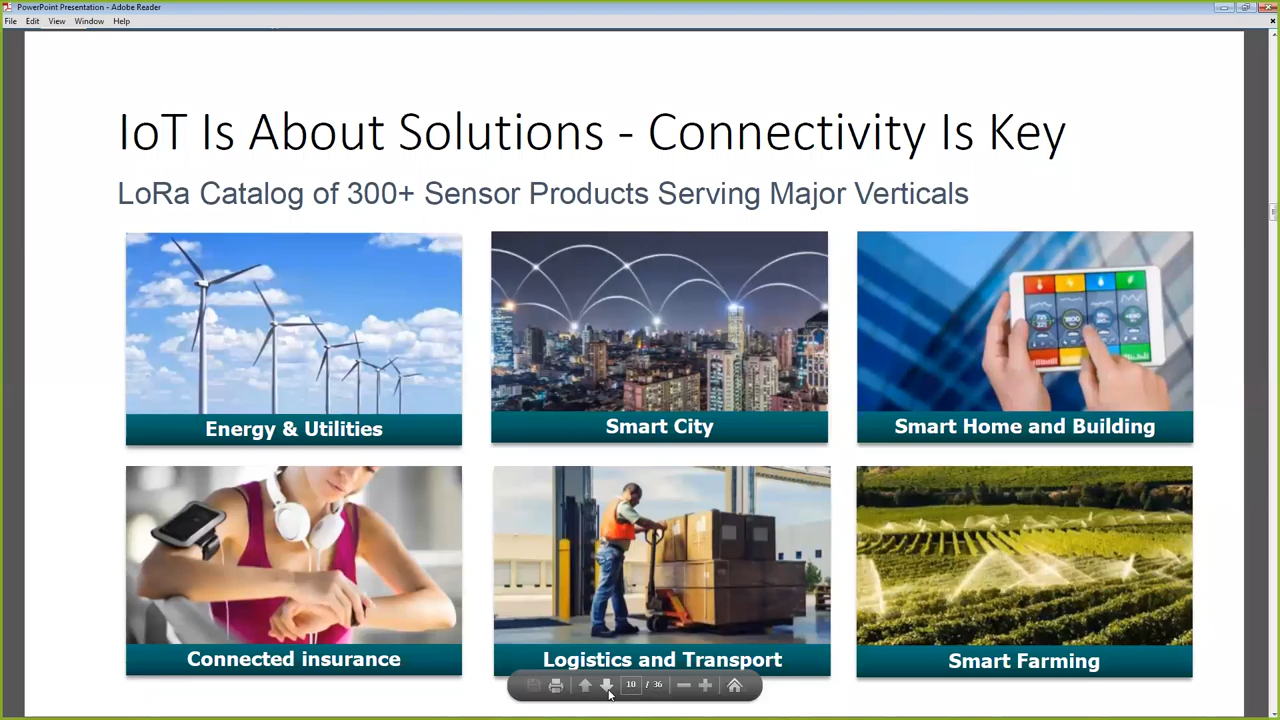 PowerPoint Presentation - Adobe Reader
File Edit View Window Help
IoT Is About Solutions - Connectivity Is Key
LoRa Catalog of 300+ Sensor Products Serving Major Verticals
Energy & Utilities
Smart City
Smart Home and Building
Connected insurance
Logistics and Transport
Smart Farming
10 / 36